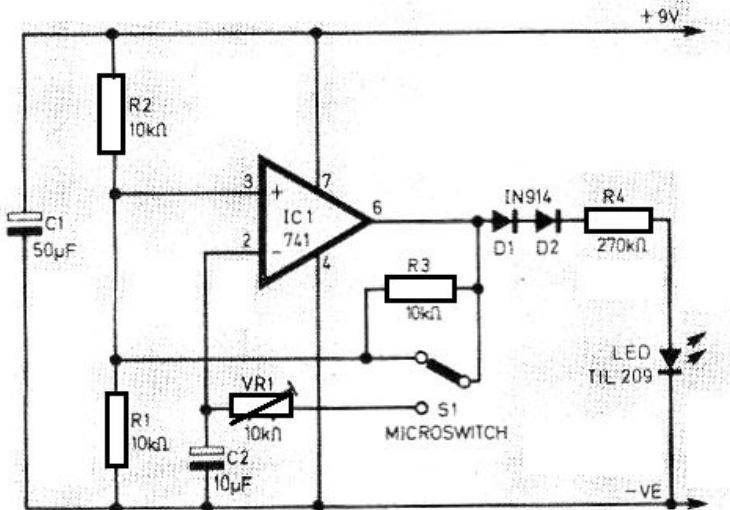 +9V
R2
10kΩ
3
+
7
IC1
741
6
2
-
4
C1
50µF
IN914
D1
D2
R4
270kΩ
R3
10kΩ
LED
TIL 209
VR1
10kΩ
S1
MICROSWITCH
R1
10kΩ
C2
10µF
-VE